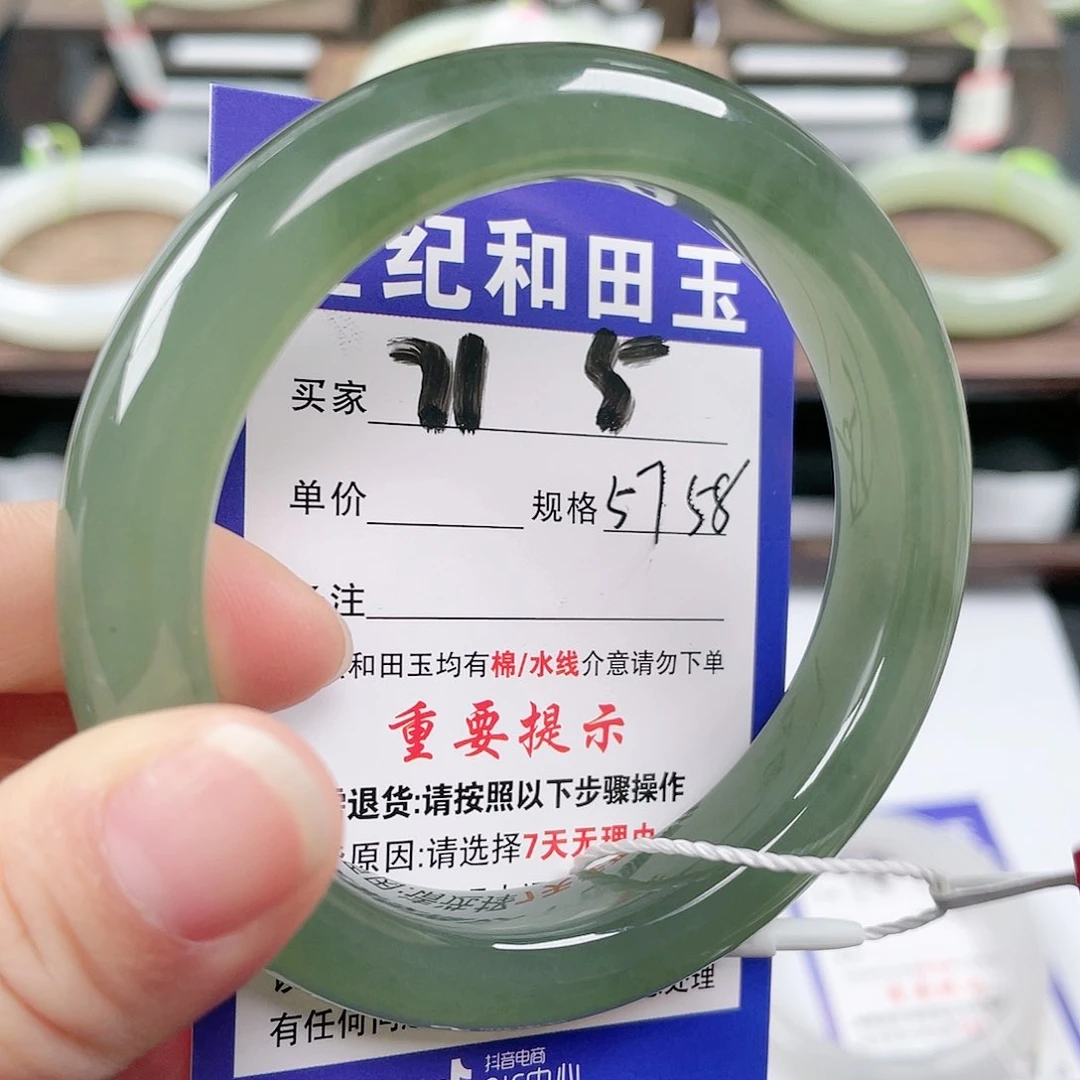 纪和田玉
买家 71 5
单价 规格 57 58
注
和田玉均有棉/水线介意请勿下单
重要提示
退货:请按照以下步骤操作
原因:请选择7天无理由
处理
有任何问
抖音电商